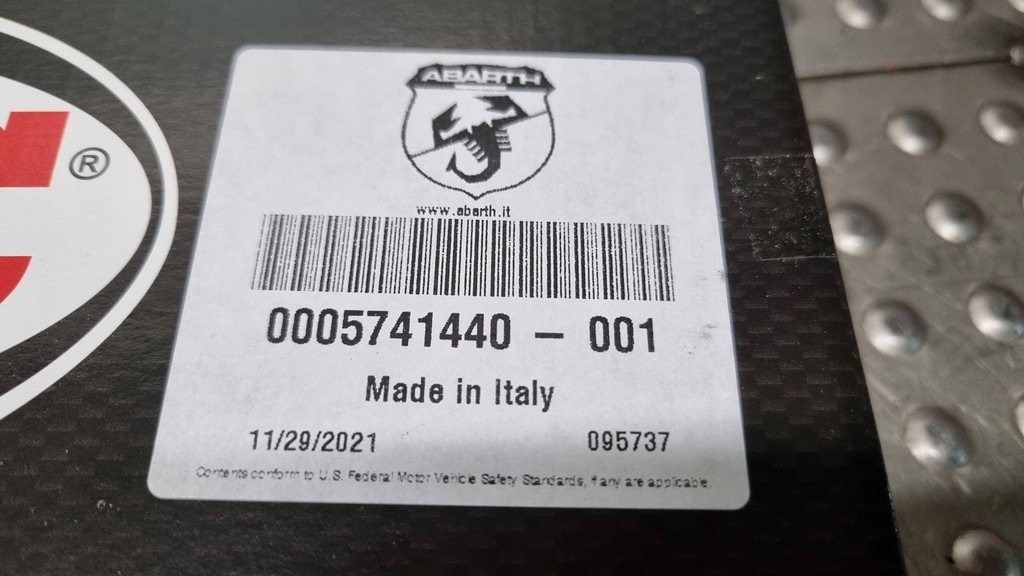 ABARTH
www.abarth.it
0005741440 - 001
Made in Italy
11/29/2021 095737
Contents conform to U.S. Federal Motor Vehicle Safety Standards, if any are applicable.
®